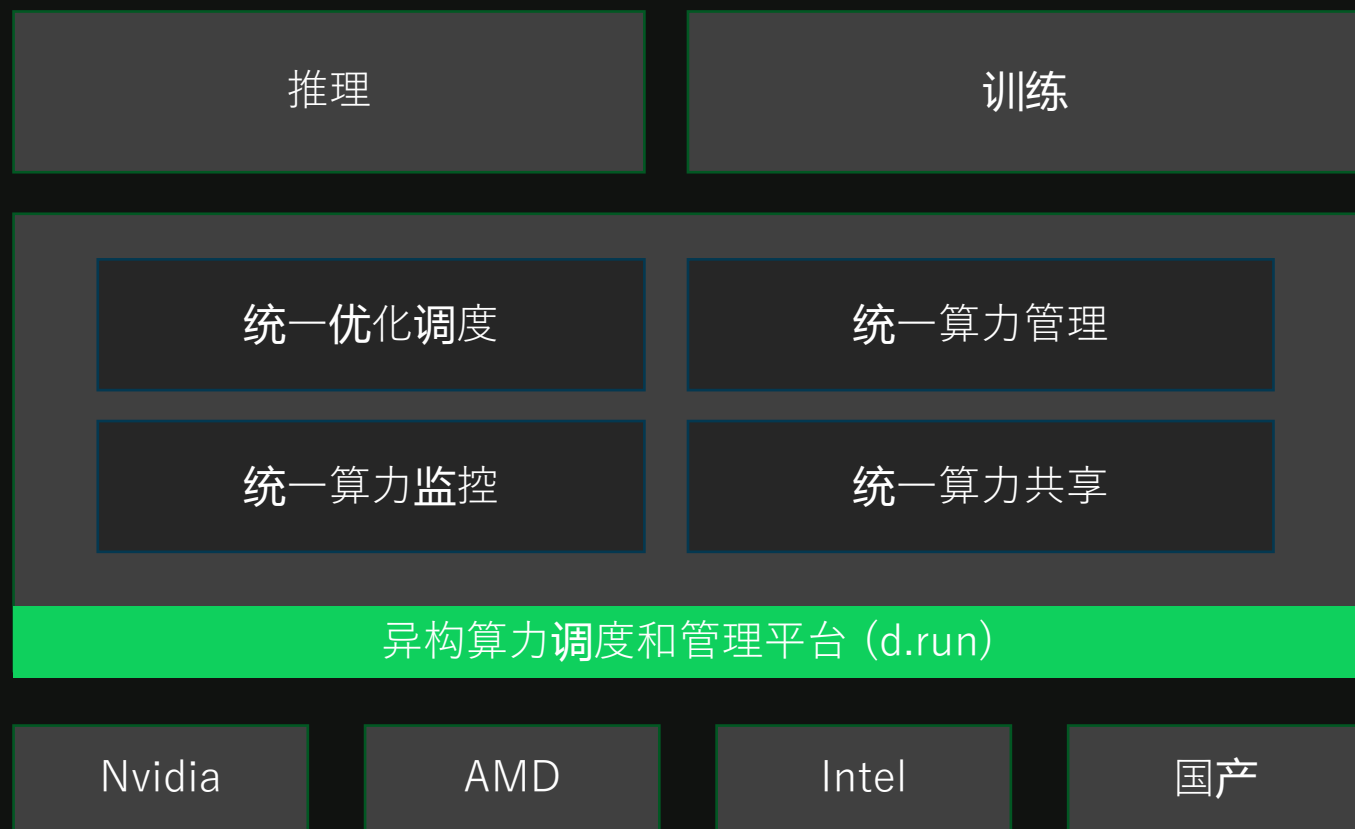 推理
训练
统一优化调度
统一算力管理
统一算力监控
统一算力共享
异构算力调度和管理平台 (d.run)
Nvidia
AMD
Intel
国产